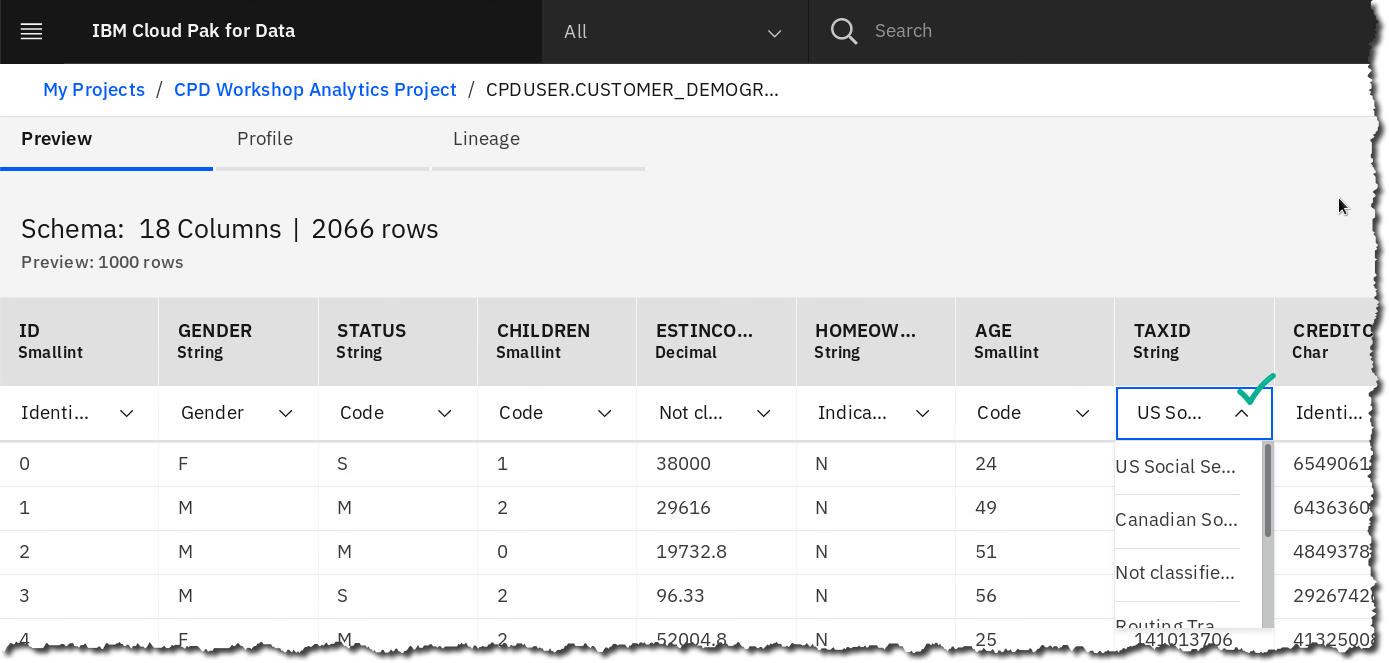 IBM Cloud Pak for Data All Search
My Projects / CPD Workshop Analytics Project / CPDUSER.CUSTOMER_DEMOGR...
Preview Profile Lineage
Schema: 18 Columns | 2066 rows
Preview: 1000 rows
ID GENDER STATUS CHILDREN ESTINCO... HOMEOW... AGE TAXID CREDITC
Smallint String String Smallint Decimal String Smallint String Char
Identi... Gender Code Code Not cl... Indica... Code US So... Identi...
0 F S 1 38000 N 24 US Social Se... 6549061
1 M M 2 29616 N 49 6436360
Canadian So...
2 M M 0 19732.8 N 51 4849378
Not classifie...
3 M S 2 96.33 N 56 2926742
Routing Tra
4 F M 2 52004.8 N 25 141013706 41325008